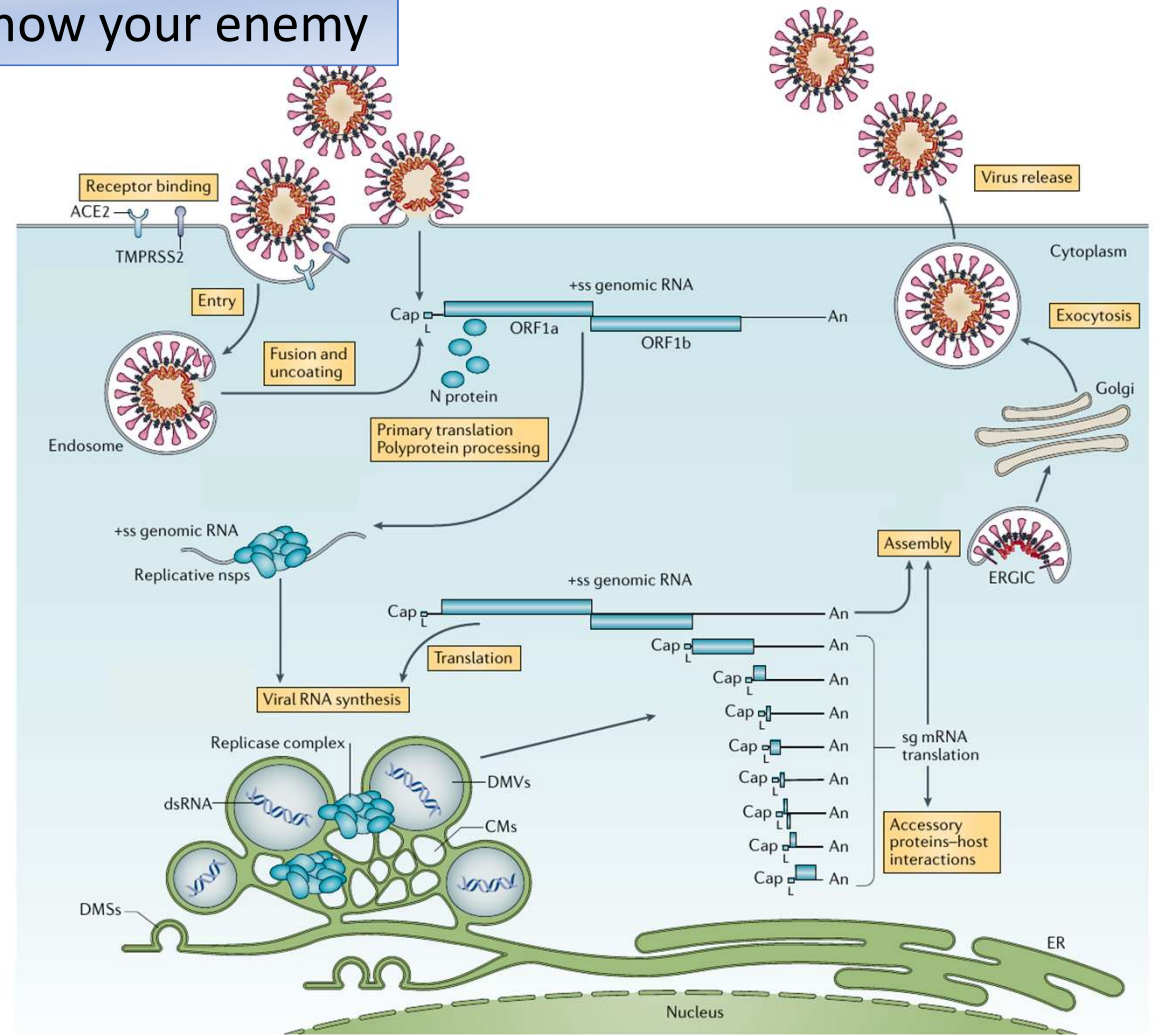 now your enemy
Receptor binding
ACE2
TMPRSS2
Entry
Fusion and
uncoating
Endosome
Cap
L
+ss genomic RNA
ORF1a
ORF1b
An
N protein
Primary translation
Polyprotein processing
Virus release
Cytoplasm
Exocytosis
Golgi
ERGIC
Assembly
+ss genomic RNA
Replicative nsps
+ss genomic RNA
Cap
L
An
Translation
Viral RNA synthesis
Cap
L
An
Cap
L
An
Cap
L
An
Cap
L
An
Cap
L
An
Cap
L
An
Cap
L
An
Cap
L
An
sg mRNA
translation
Accessory
proteins–host
interactions
Replicase complex
dsRNA
DMVs
CMs
DMSs
ER
Nucleus